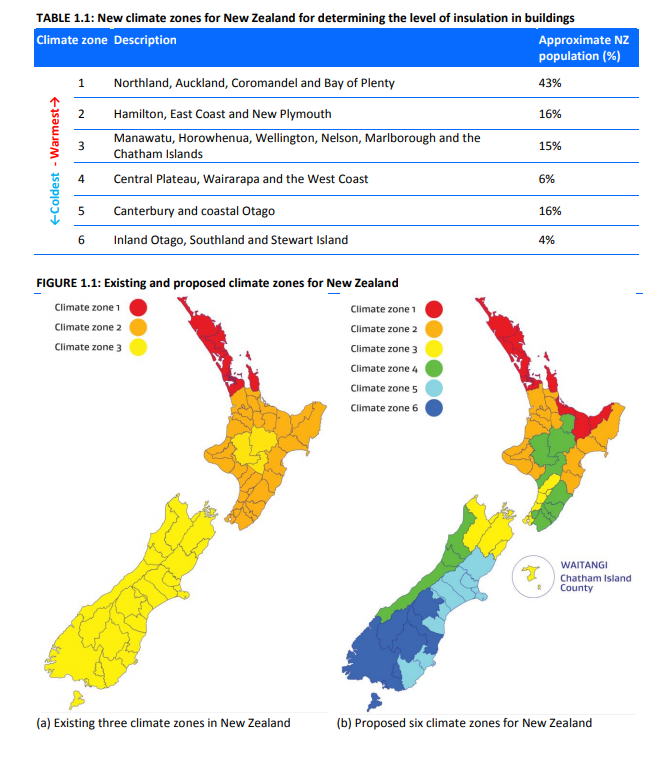 TABLE 1.1: New climate zones for New Zealand for determining the level of insulation in buildings
Climate zone Description Approximate NZ
population (%)
←Coldest - Warmest→
1 Northland, Auckland, Coromandel and Bay of Plenty 43%
2 Hamilton, East Coast and New Plymouth 16%
3 Manawatu, Horowhenua, Wellington, Nelson, Marlborough and the
Chatham Islands 15%
4 Central Plateau, Wairarapa and the West Coast 6%
5 Canterbury and coastal Otago 16%
6 Inland Otago, Southland and Stewart Island 4%
FIGURE 1.1: Existing and proposed climate zones for New Zealand
Climate zone 1
Climate zone 2
Climate zone 3
Climate zone 1
Climate zone 2
Climate zone 3
Climate zone 4
Climate zone 5
Climate zone 6
WAITANGI
Chatham Island
County
(a) Existing three climate zones in New Zealand
(b) Proposed six climate zones for New Zealand